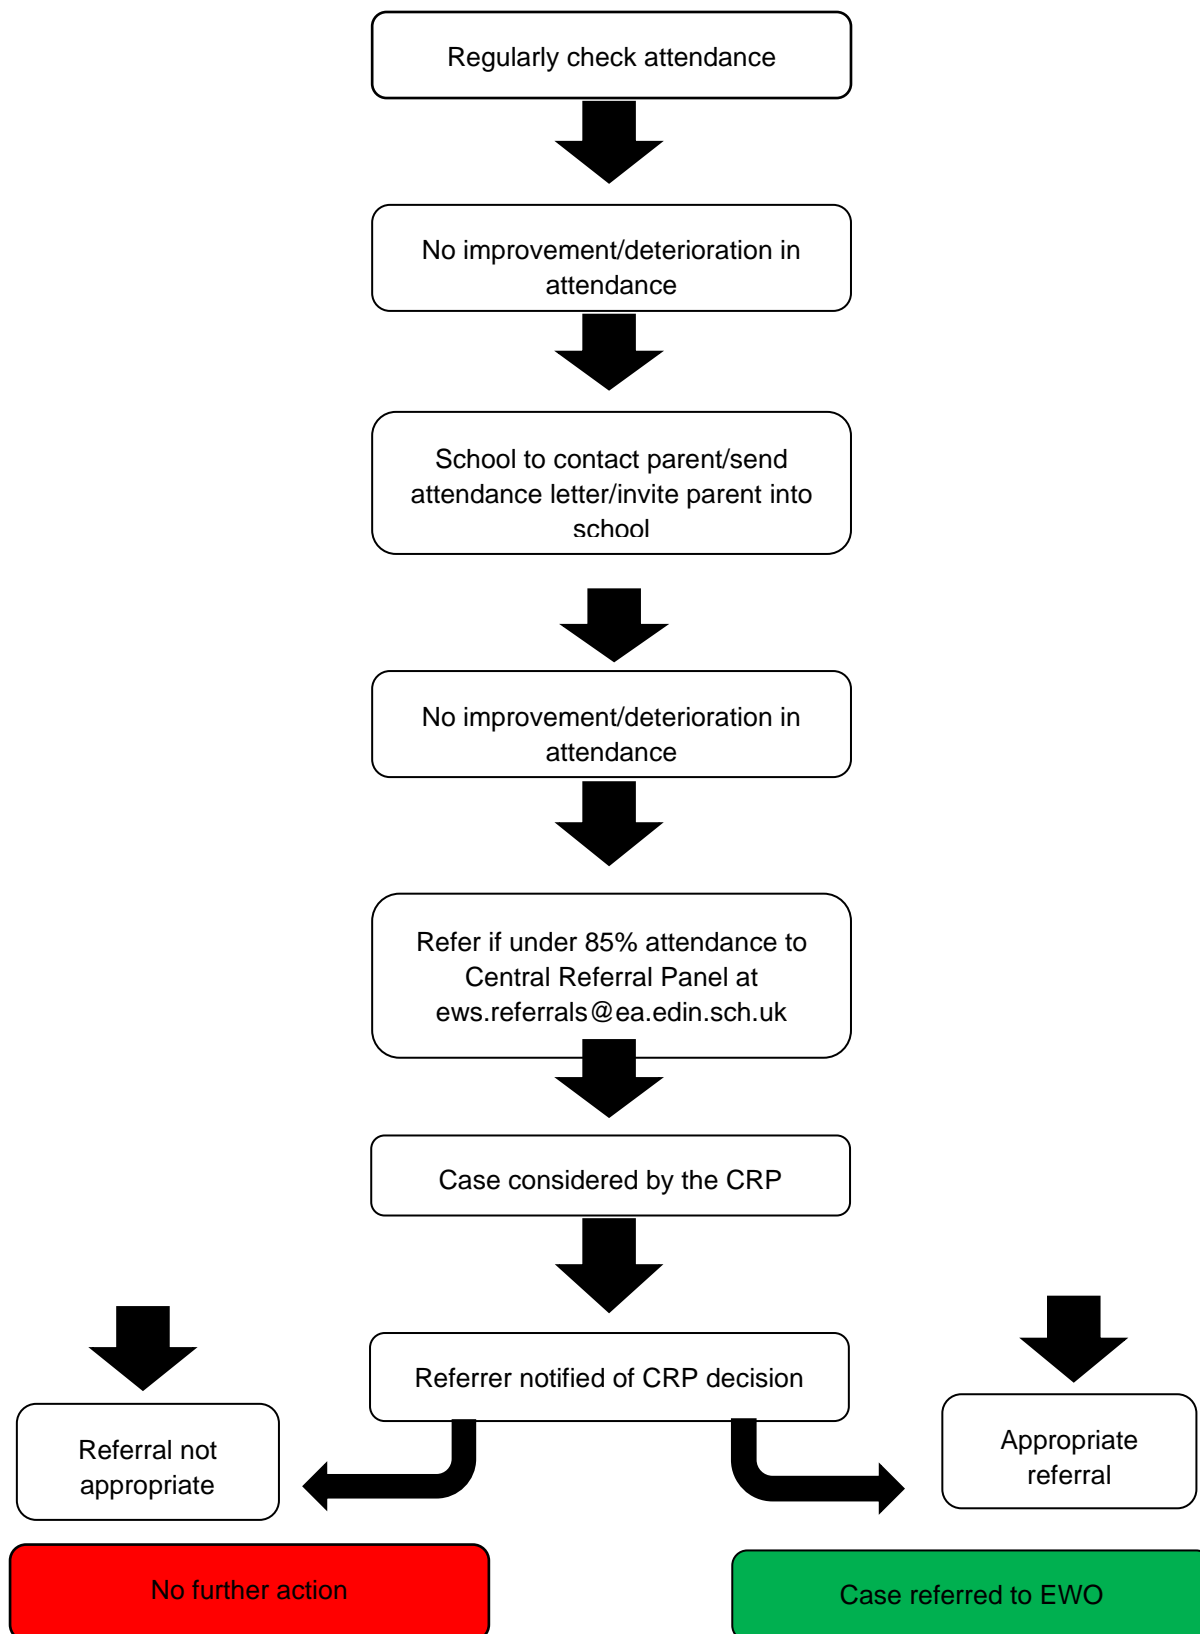 Regularly check attendance
No improvement/deterioration in
attendance
School to contact parent/send
attendance letter/invite parent into
school
No improvement/deterioration in
attendance
Refer if under 85% attendance to
Central Referral Panel at
ews.referrals@ea.edin.sch.uk
Case considered by the CRP
Referrer notified of CRP decision
Referral not
appropriate
Appropriate
referral
No further action
Case referred to EWO